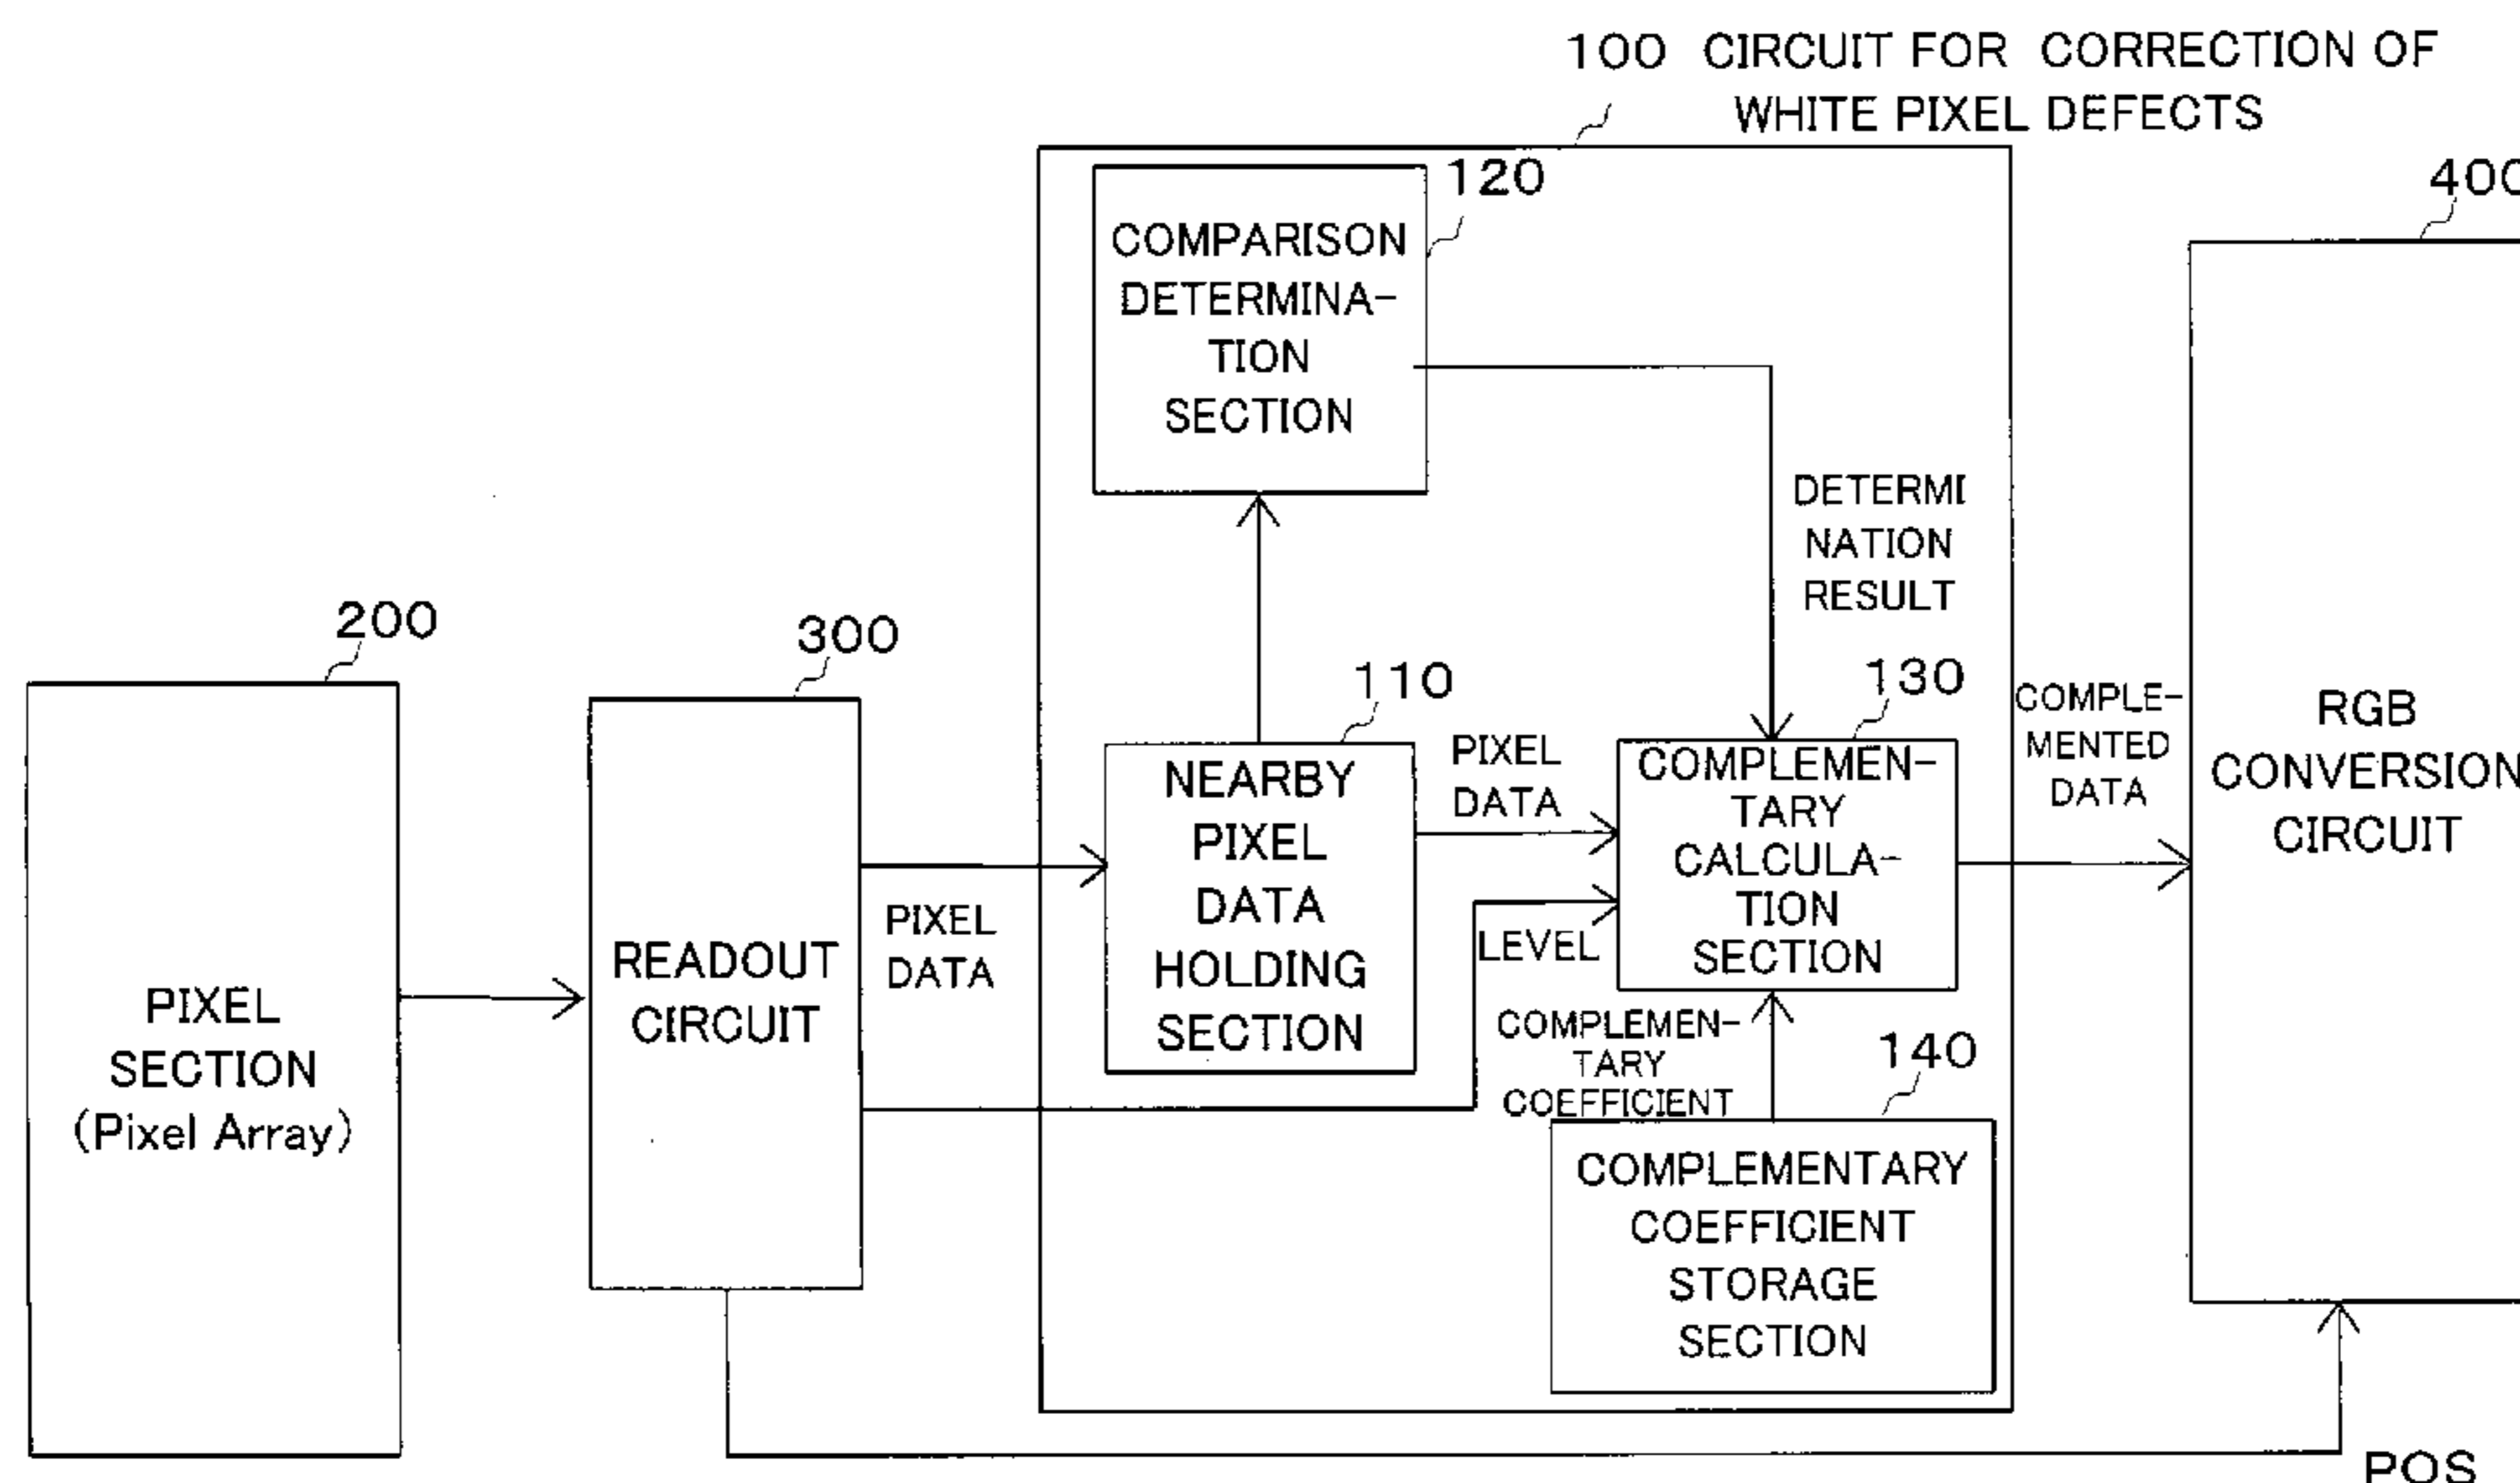 100 CIRCUIT FOR CORRECTION OF
WHITE PIXEL DEFECTS
120
COMPARISON
DETERMINA-
TION
SECTION
DETERMI
NATION
RESULT
200
PIXEL
SECTION
(Pixel Array)
300
READOUT
CIRCUIT
PIXEL
DATA
110
NEARBY
PIXEL
DATA
HOLDING
SECTION
PIXEL
DATA
LEVEL
130
COMPLEMEN-
TARY
CALCULA-
TION
SECTION
COMPLEMEN-
TARY
COEFFICIENT
140
COMPLEMENTARY
COEFFICIENT
STORAGE
SECTION
COMPLE-
MENTED
DATA
400
RGB
CONVERSION
CIRCUIT
POS